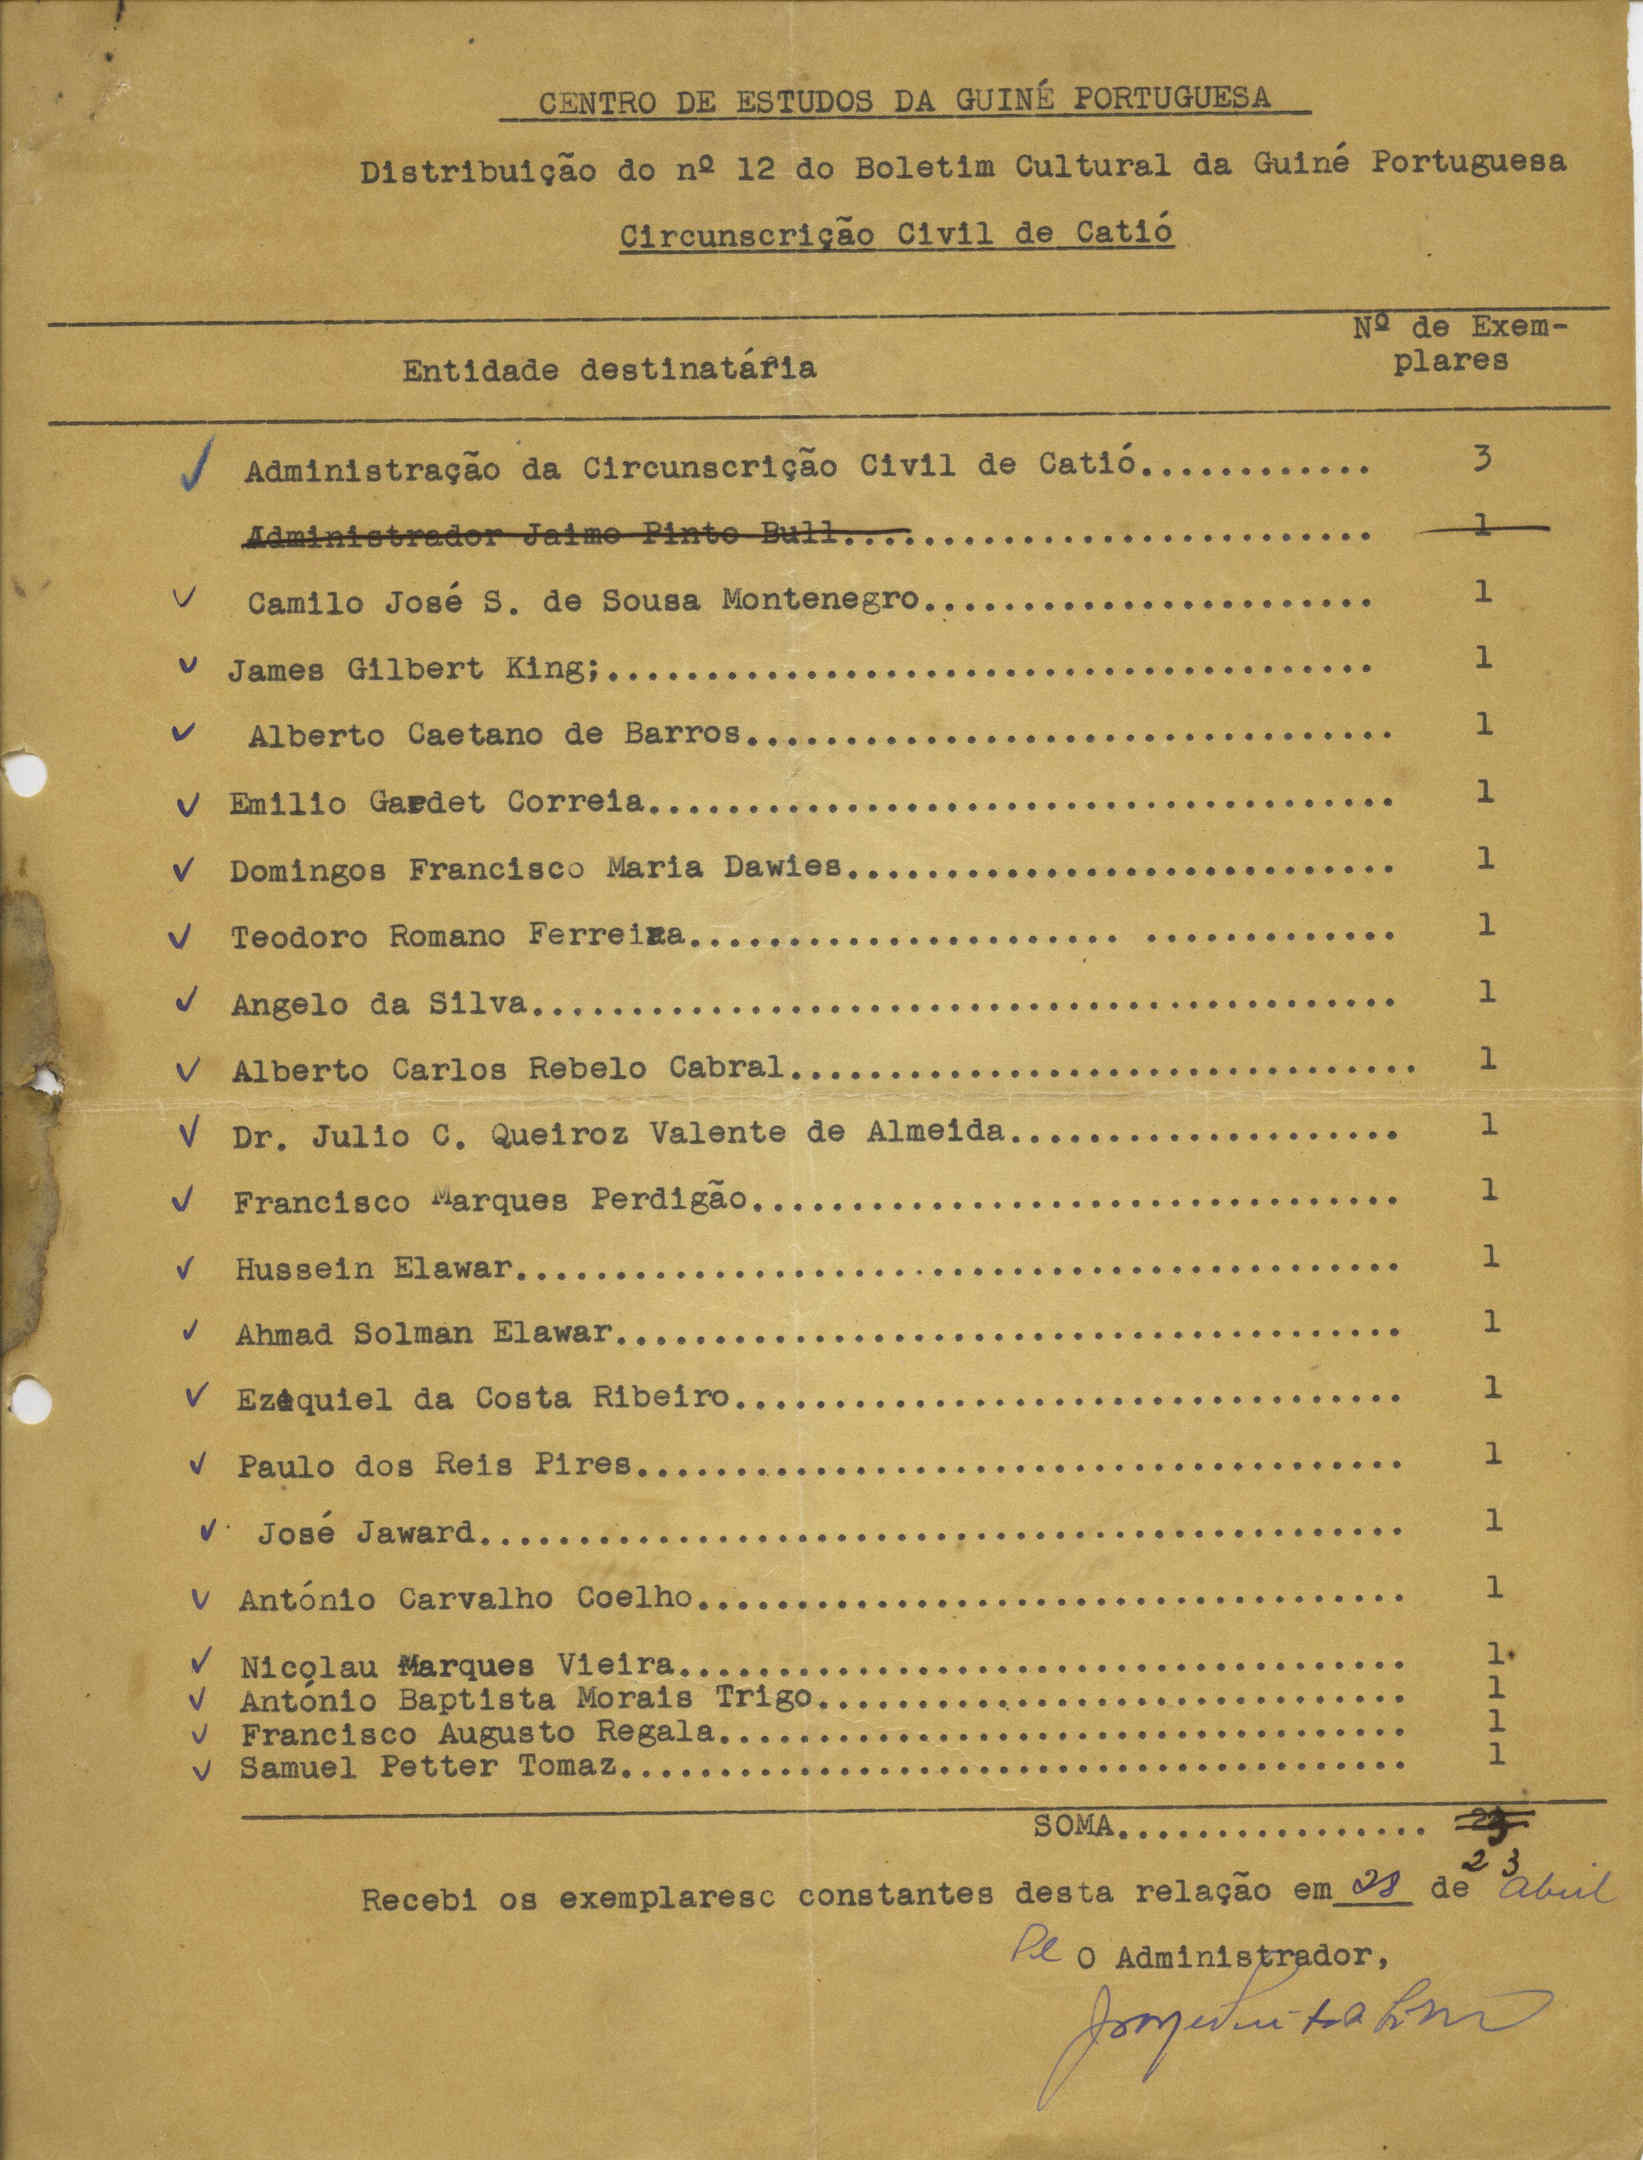 CENTRO DE ESTUDOS DA GUINÉ PORTUGUESA
Distribuição do nº 12 do Boletim Cultural da Guiné Portuguesa
Circunscrição Civil de Catió
Nº de Exem-
Entidade destinatária
plares
Administração da Circunscrição Civil de Catió............ 3
Administrador Jaime Pinto Bull........................... 1
Camilo José S. de Sousa Montenegro....................... 1
James Gilbert King;....................................... 1
Alberto Caetano de Barros................................. 1
Emilio Gardet Correia...................................... 1
Domingos Francisco Maria Dawies............................ 1
Teodoro Romano Ferreira...................... ............. 1
Angelo da Silva............................................ 1
Alberto Carlos Rebelo Cabral................................ 1
Dr. Julio C. Queiroz Valente de Almeida.................... 1
Francisco Marques Perdigão................................. 1
Hussein Elawar............................................. 1
Ahmad Solman Elawar........................................ 1
Ezequiel da Costa Ribeiro.................................. 1
Paulo dos Reis Pires....................................... 1
José Jaward............................................... 1
António Carvalho Coelho.................................... 1
Nicolau Marques Vieira..................................... 1
António Baptista Morais Trigo.............................. 1
Francisco Augusto Regala................................... 1
Samuel Petter Tomaz........................................ 1
SOMA................
23
Recebi os exemplaresc constantes desta relação em 28 de Abril
O Administrador,